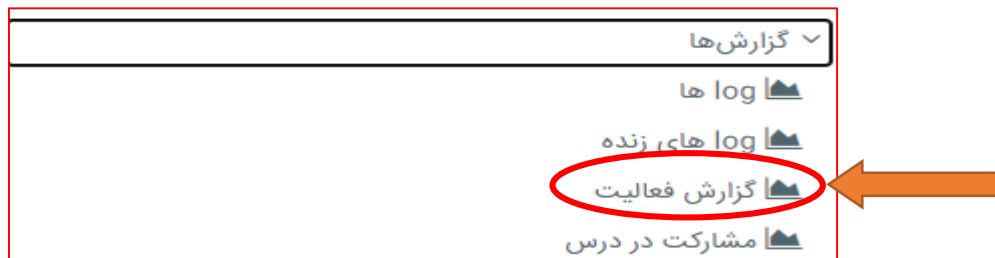 گزارش‌ها
log ها
log های زنده
گزارش فعالیت
مشارکت در درس